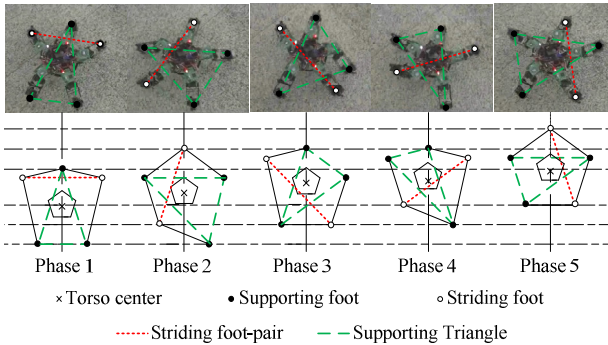 Phase 1 Phase 2 Phase 3 Phase 4 Phase 5
× Torso center Supporting foot Striding foot
Striding foot-pair Supporting Triangle